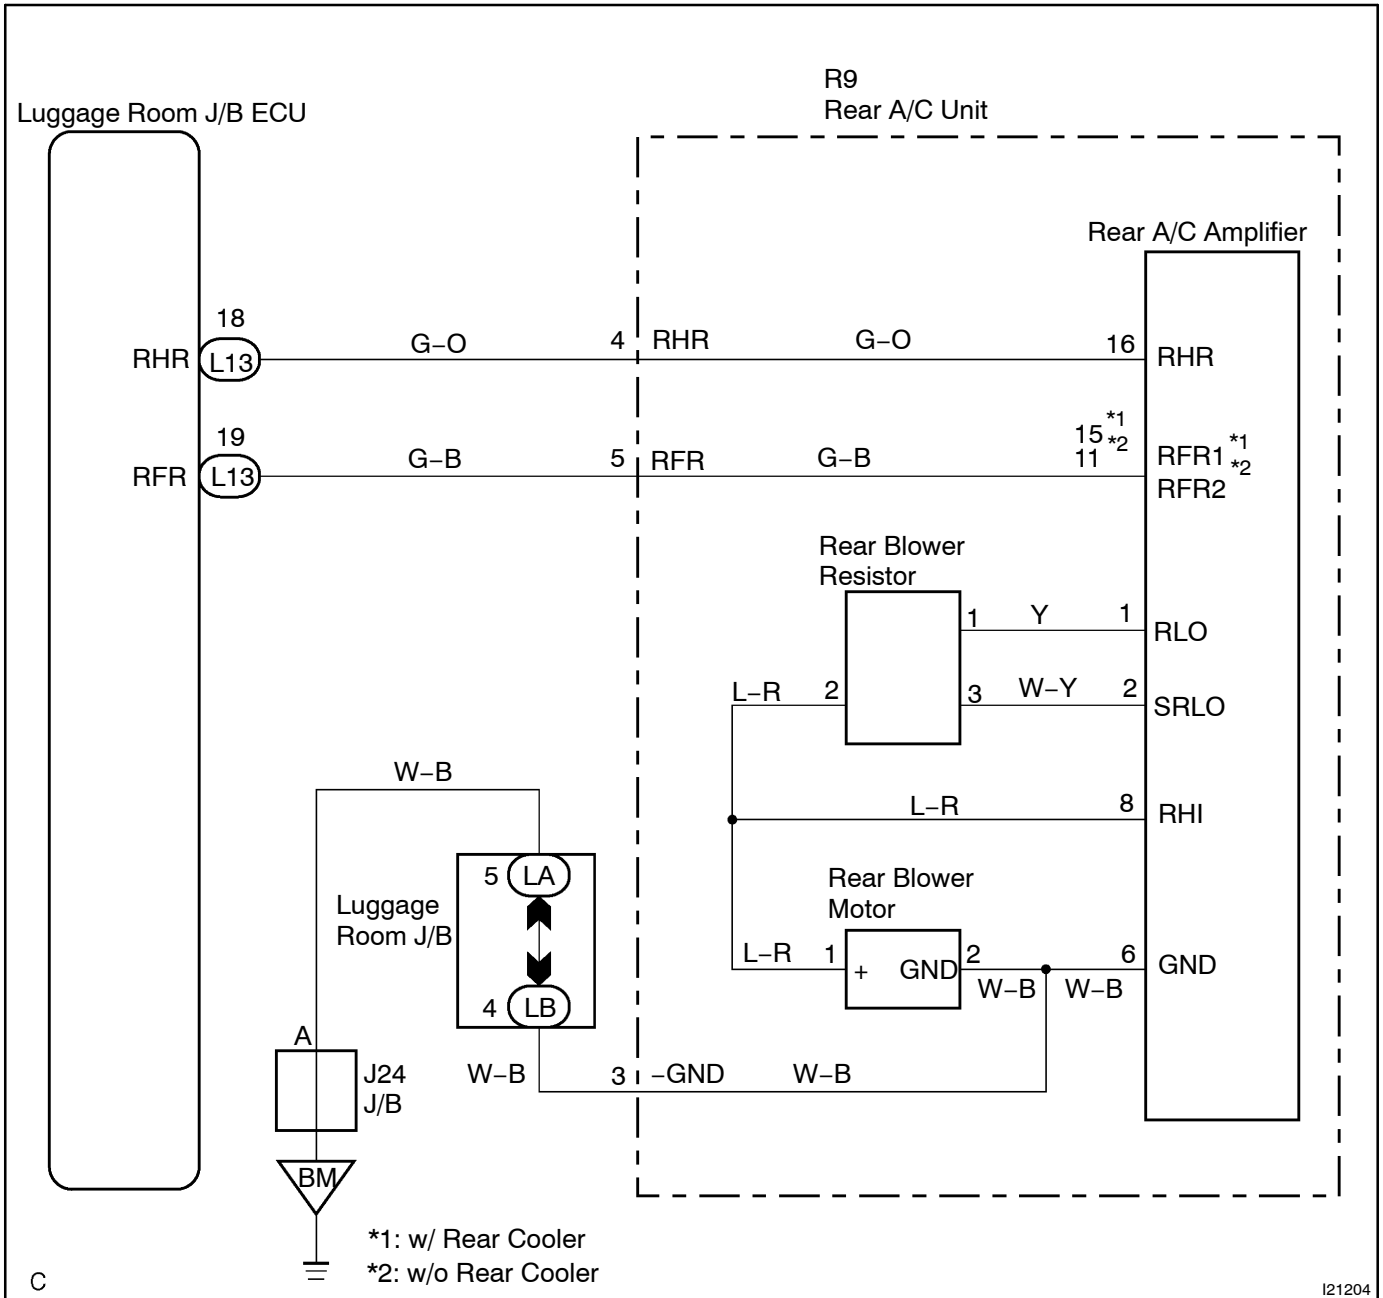 R9
Rear A/C Unit
Luggage Room J/B ECU
Rear A/C Amplifier
18
RHR L13 G−O 4 RHR G−O 16 RHR
19
RFR L13 G−B 5 RFR G−B 15 *1 11 *2 RFR1 *1
RFR2 *2
Rear Blower
Resistor
1 Y 1 RLO
L−R 2 3 W−Y 2 SRLO
W−B
L−R 8 RHI
5 LA
Luggage
Room J/B
Rear Blower
Motor
L−R 1 + GND 2 W−B W−B 6 GND
4 LB
A
J24
J/B
W−B 3 −GND W−B
BM
*1: w/ Rear Cooler
*2: w/o Rear Cooler
C
I21204